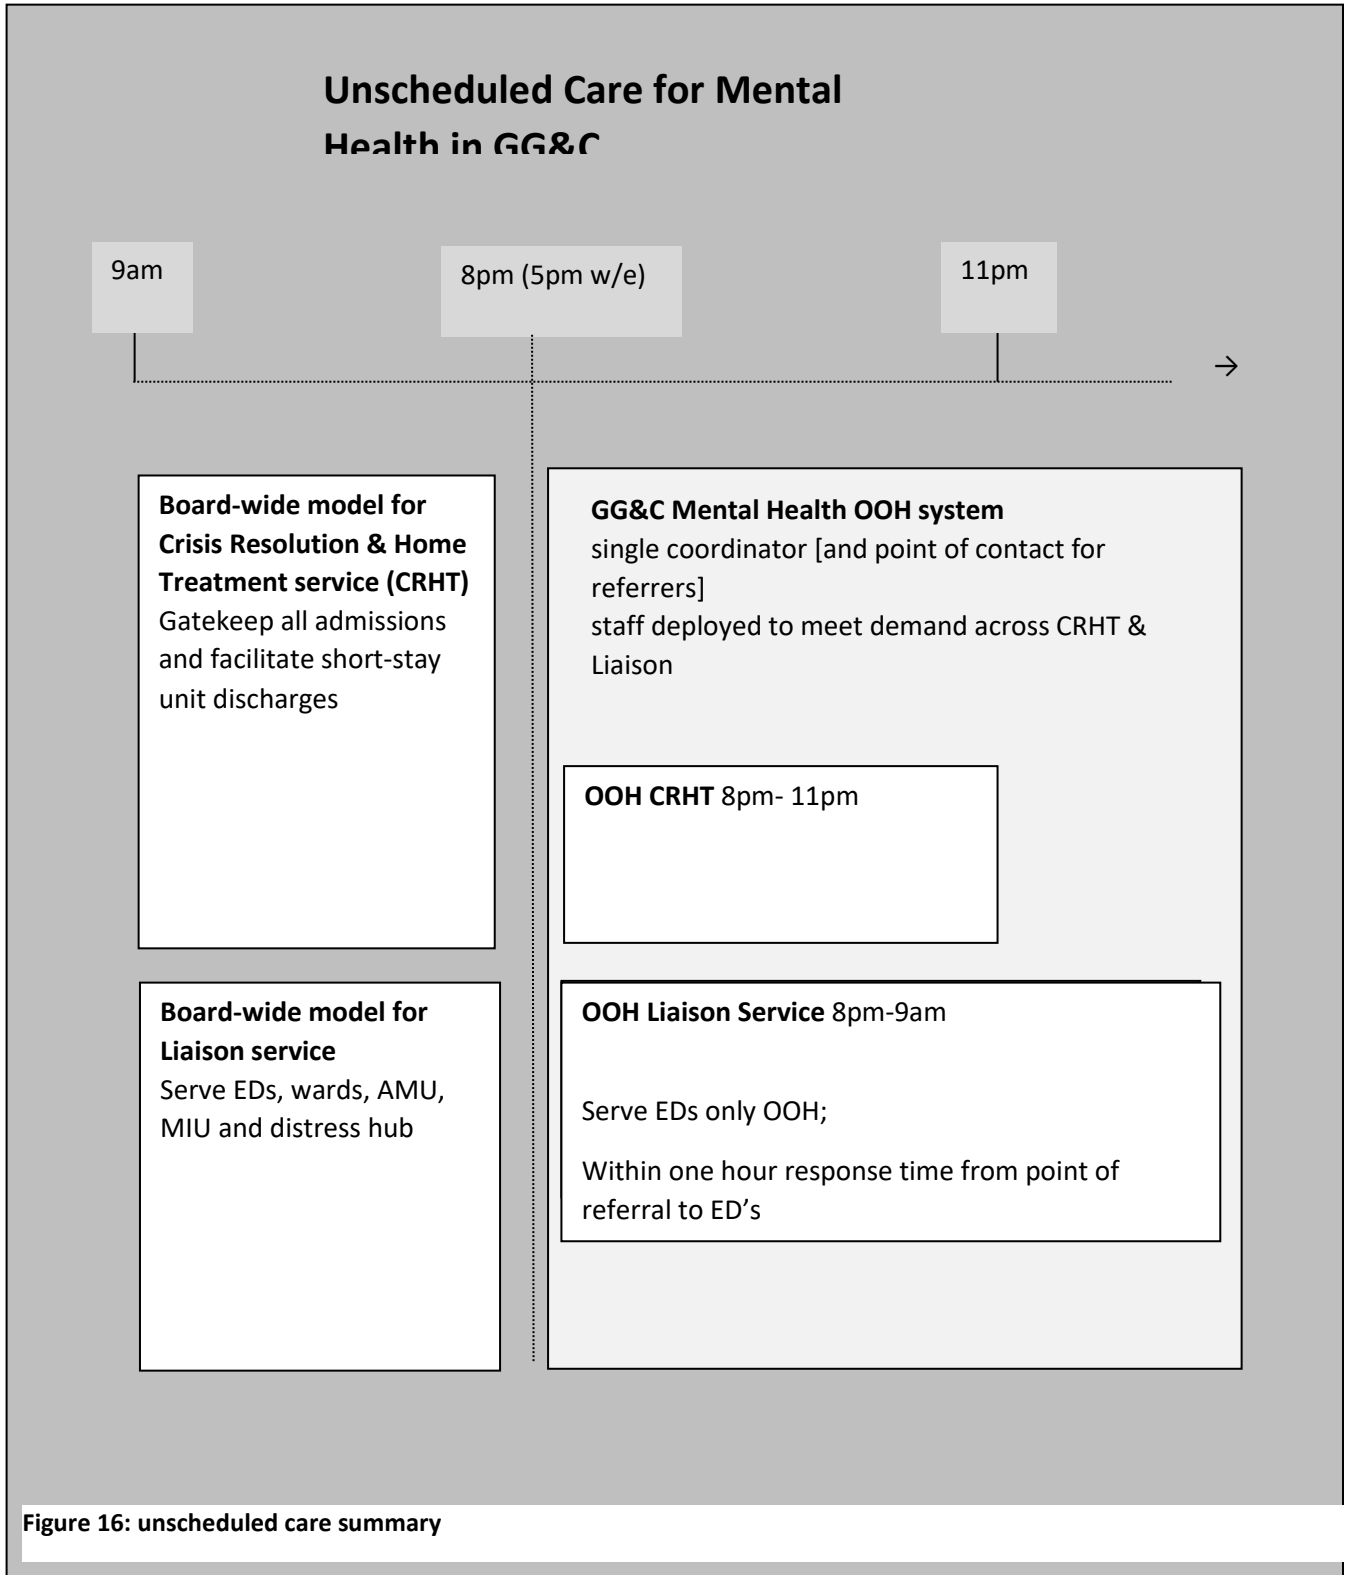 Unscheduled Care for Mental
Health in GG&C
9am
8pm (5pm w/e)
11pm
→
Board-wide model for
Crisis Resolution & Home
Treatment service (CRHT)
Gatekeep all admissions
and facilitate short-stay
unit discharges
GG&C Mental Health OOH system
single coordinator [and point of contact for
referrers]
staff deployed to meet demand across CRHT &
Liaison
OOH CRHT 8pm- 11pm
Board-wide model for
Liaison service
Serve EDs, wards, AMU,
MIU and distress hub
OOH Liaison Service 8pm-9am
Serve EDs only OOH;
Within one hour response time from point of
referral to ED’s
Figure 16: unscheduled care summary